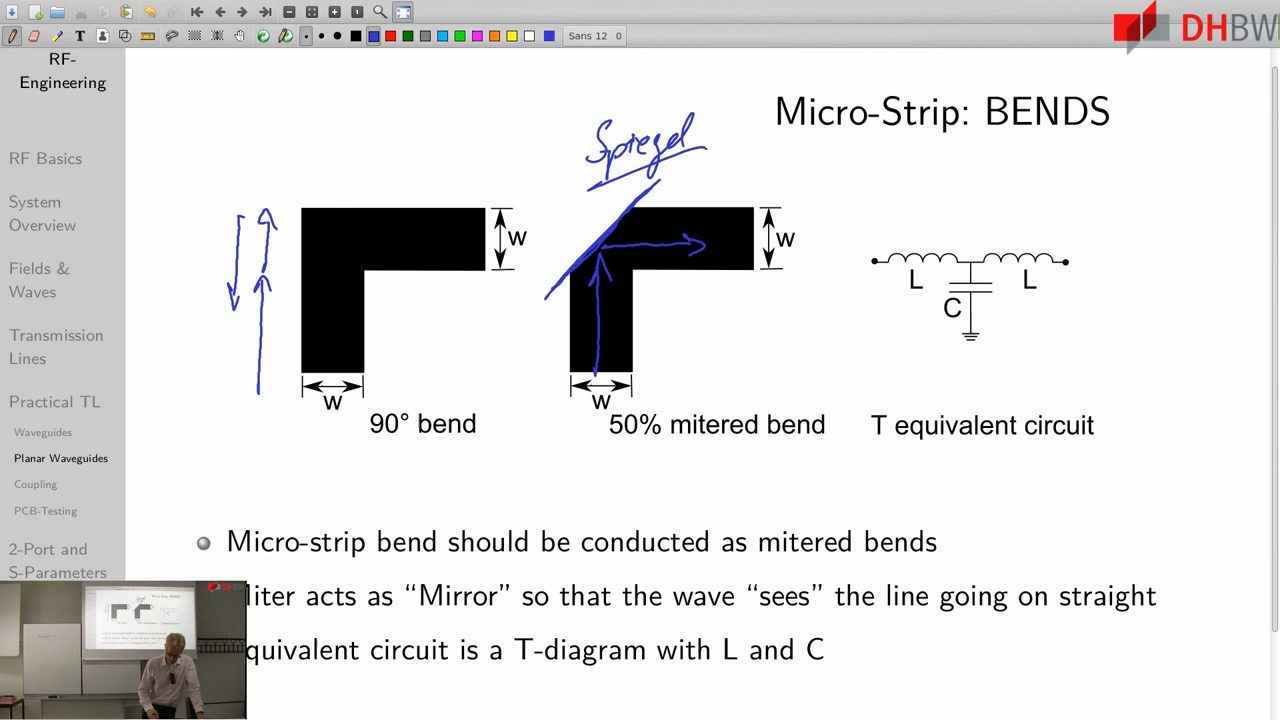 Sans 12 0
DHBW
RF-
Engineering
RF Basics
System
Overview
Fields &
Waves
Transmission
Lines
Practical TL
Waveguides
Planar Waveguides
Coupling
PCB-Testing
2-Port and
S-Parameters
Micro-Strip: BENDS
Spiegel
W
W
W
W
L
L
C
90° bend
50% mitered bend
T equivalent circuit
Micro-strip bend should be conducted as mitered bends
liter acts as “Mirror” so that the wave “sees” the line going on straight
quivalent circuit is a T-diagram with L and C